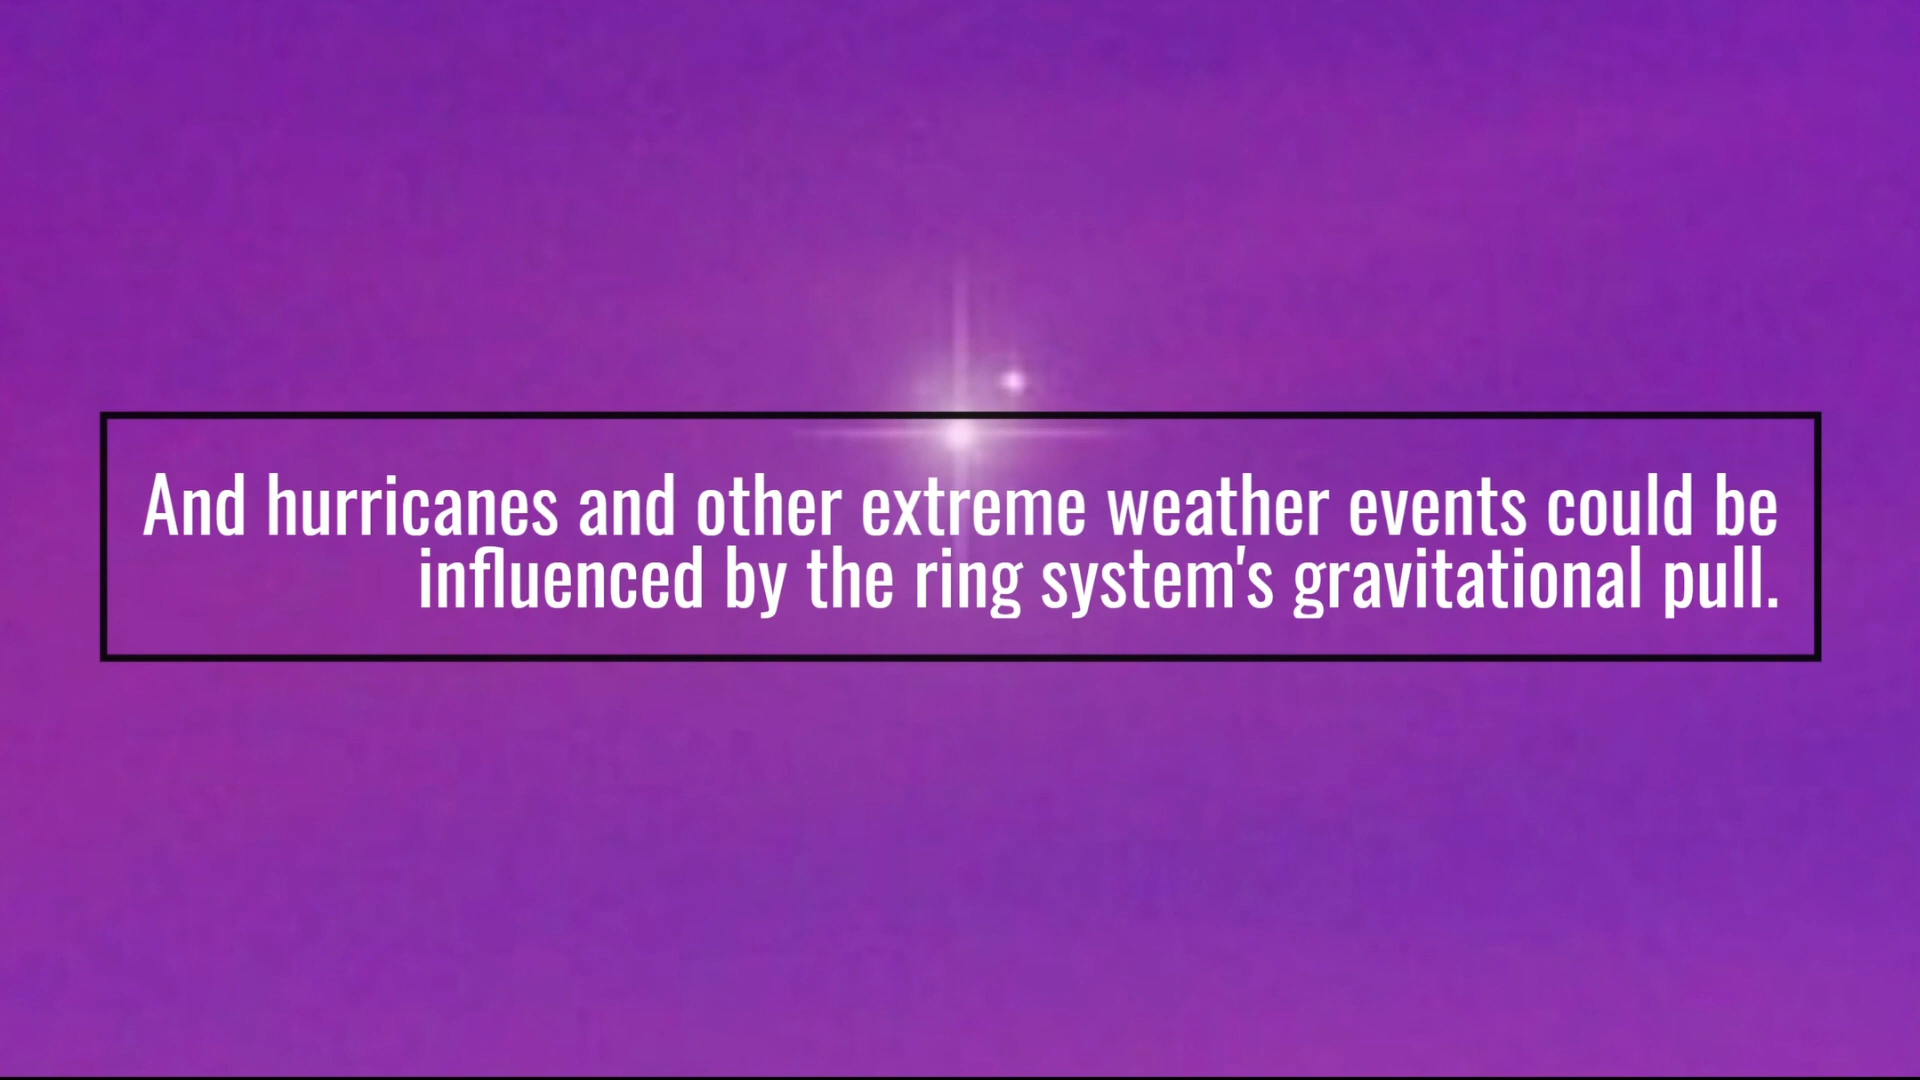 And hurricanes and other extreme weather events could be
influenced by the ring system's gravitational pull.